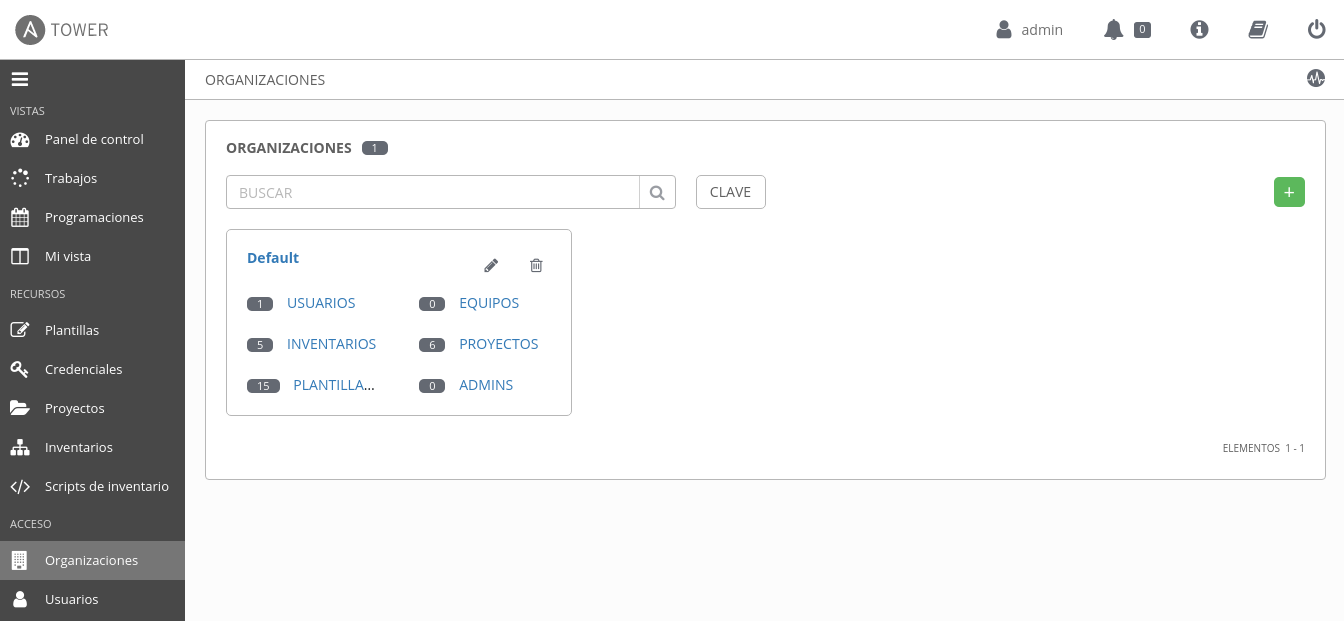 TOWER
admin
0
VISTAS
Panel de control
Trabajos
Programaciones
Mi vista
RECURSOS
Plantillas
Credenciales
Proyectos
Inventarios
Scripts de inventario
ACCESO
Organizaciones
Usuarios
ORGANIZACIONES
ORGANIZACIONES 1
BUSCAR
CLAVE
+
Default
1 USUARIOS
0 EQUIPOS
5 INVENTARIOS
6 PROYECTOS
15 PLANTILLA...
0 ADMINS
ELEMENTOS 1 - 1